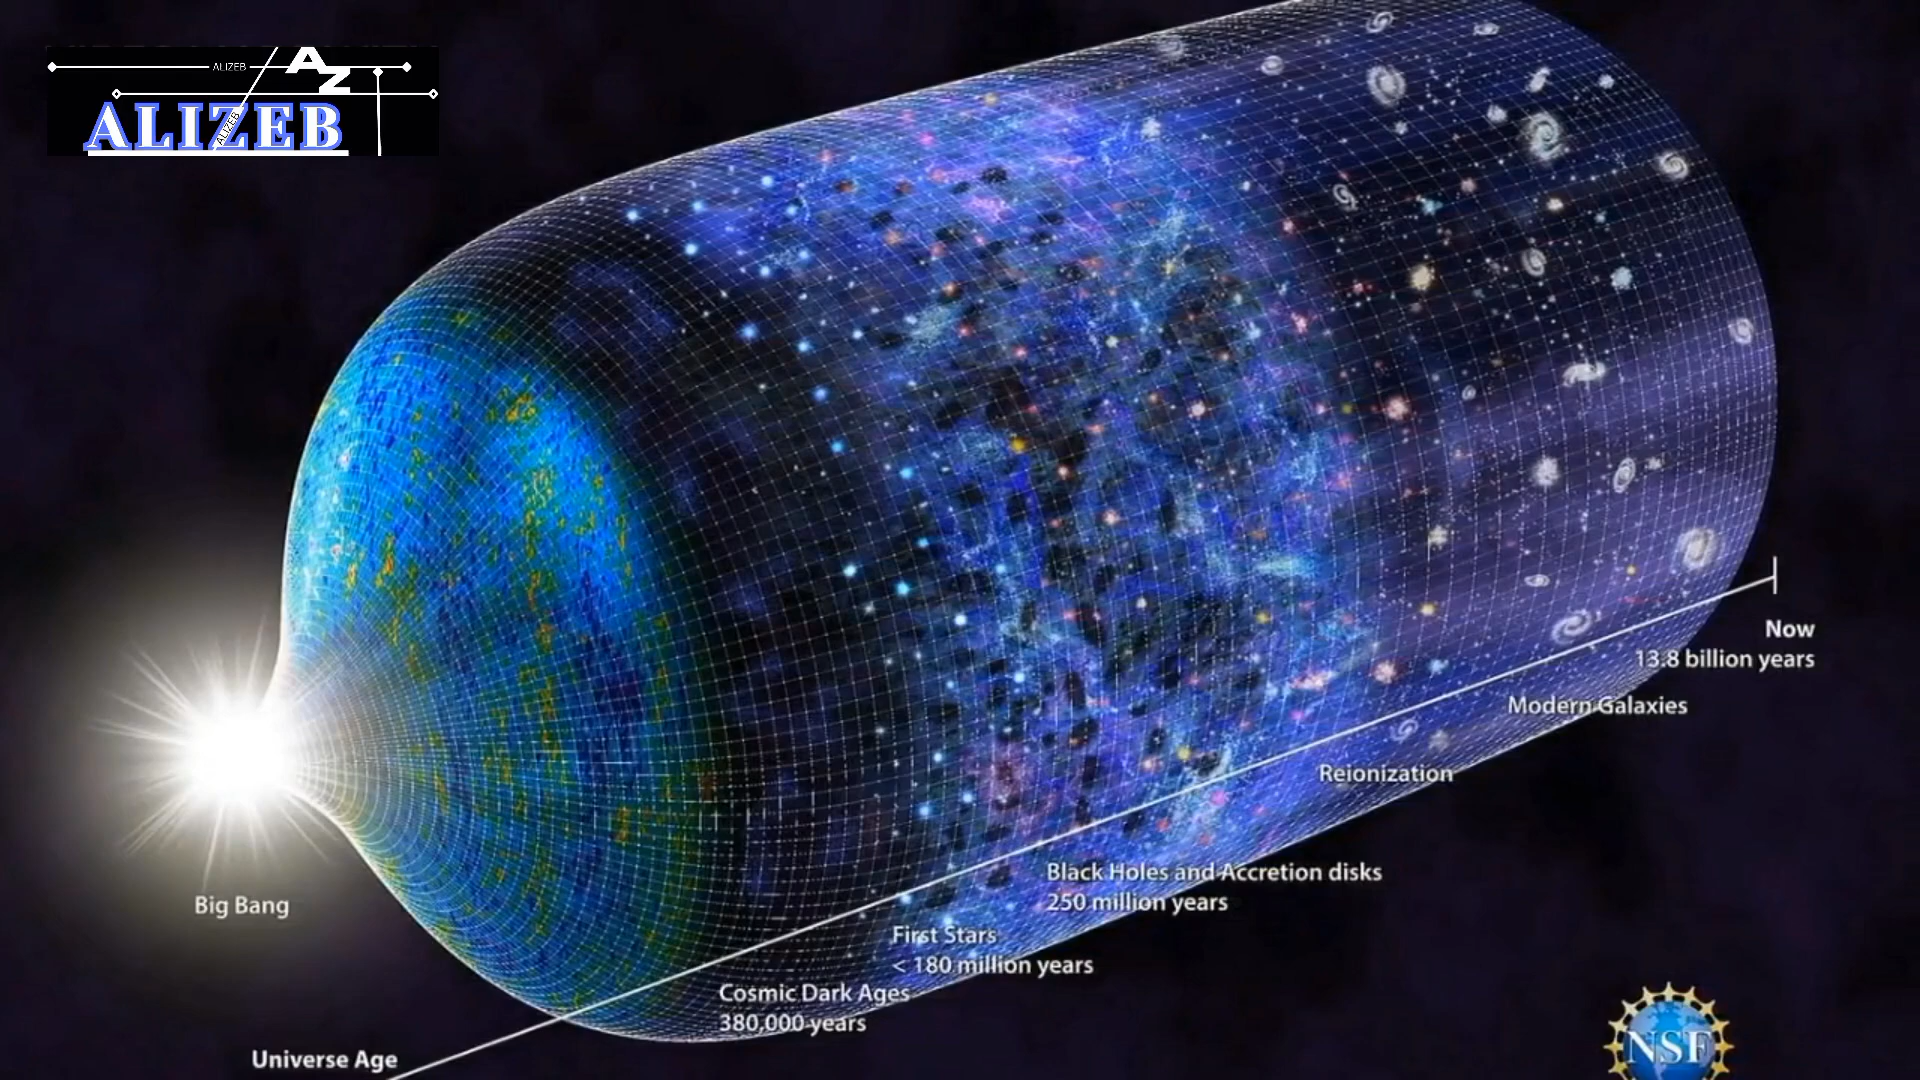 ALIZEB
AZ
ALIZEB
ALIZEB
Now
13.8 billion years
Modern Galaxies
Reionization
Black Holes and Accretion disks
250 million years
Big Bang
First Stars
< 180 million years
Cosmic Dark Ages
380,000 years
Universe Age
NSF